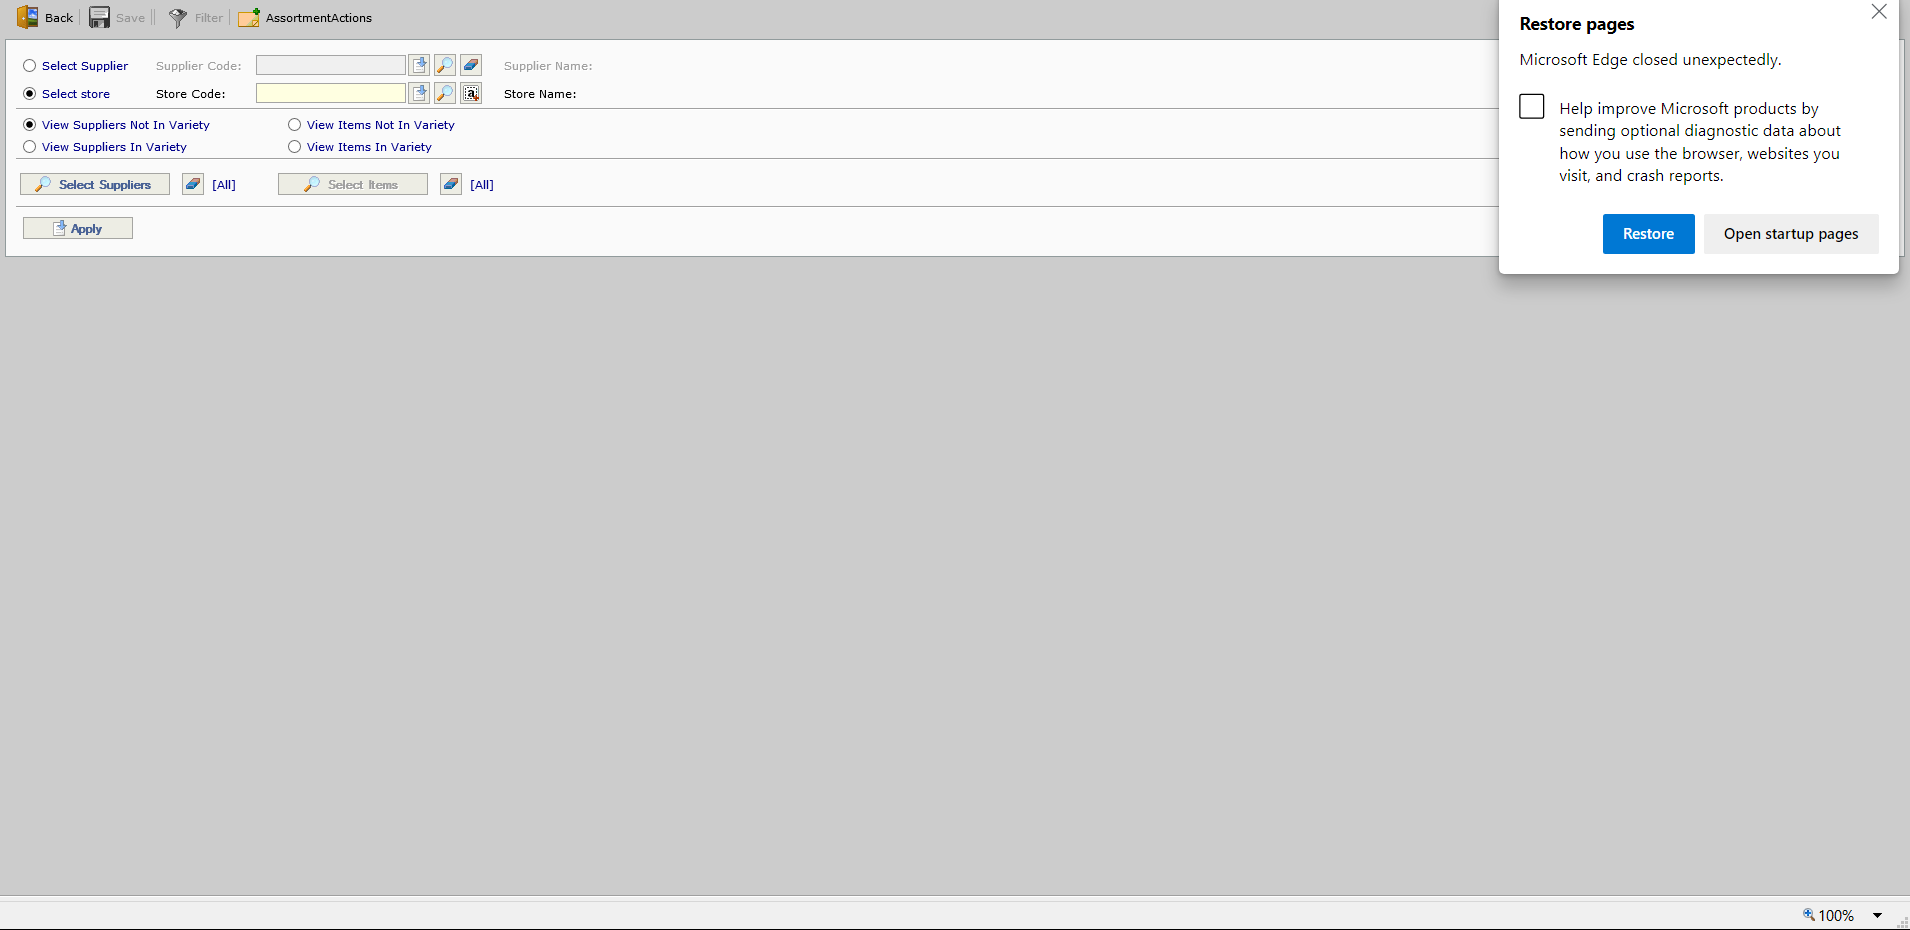 Back Save Filter AssortmentActions
Select Supplier Supplier Code: Supplier Name:
Select store Store Code: a Store Name:
View Suppliers Not In Variety View Items Not In Variety
View Suppliers In Variety View Items In Variety
Select Suppliers [All] Select Items [All]
Apply
Restore pages
Microsoft Edge closed unexpectedly.
Help improve Microsoft products by
sending optional diagnostic data about
how you use the browser, websites you
visit, and crash reports.
Restore Open startup pages
100%